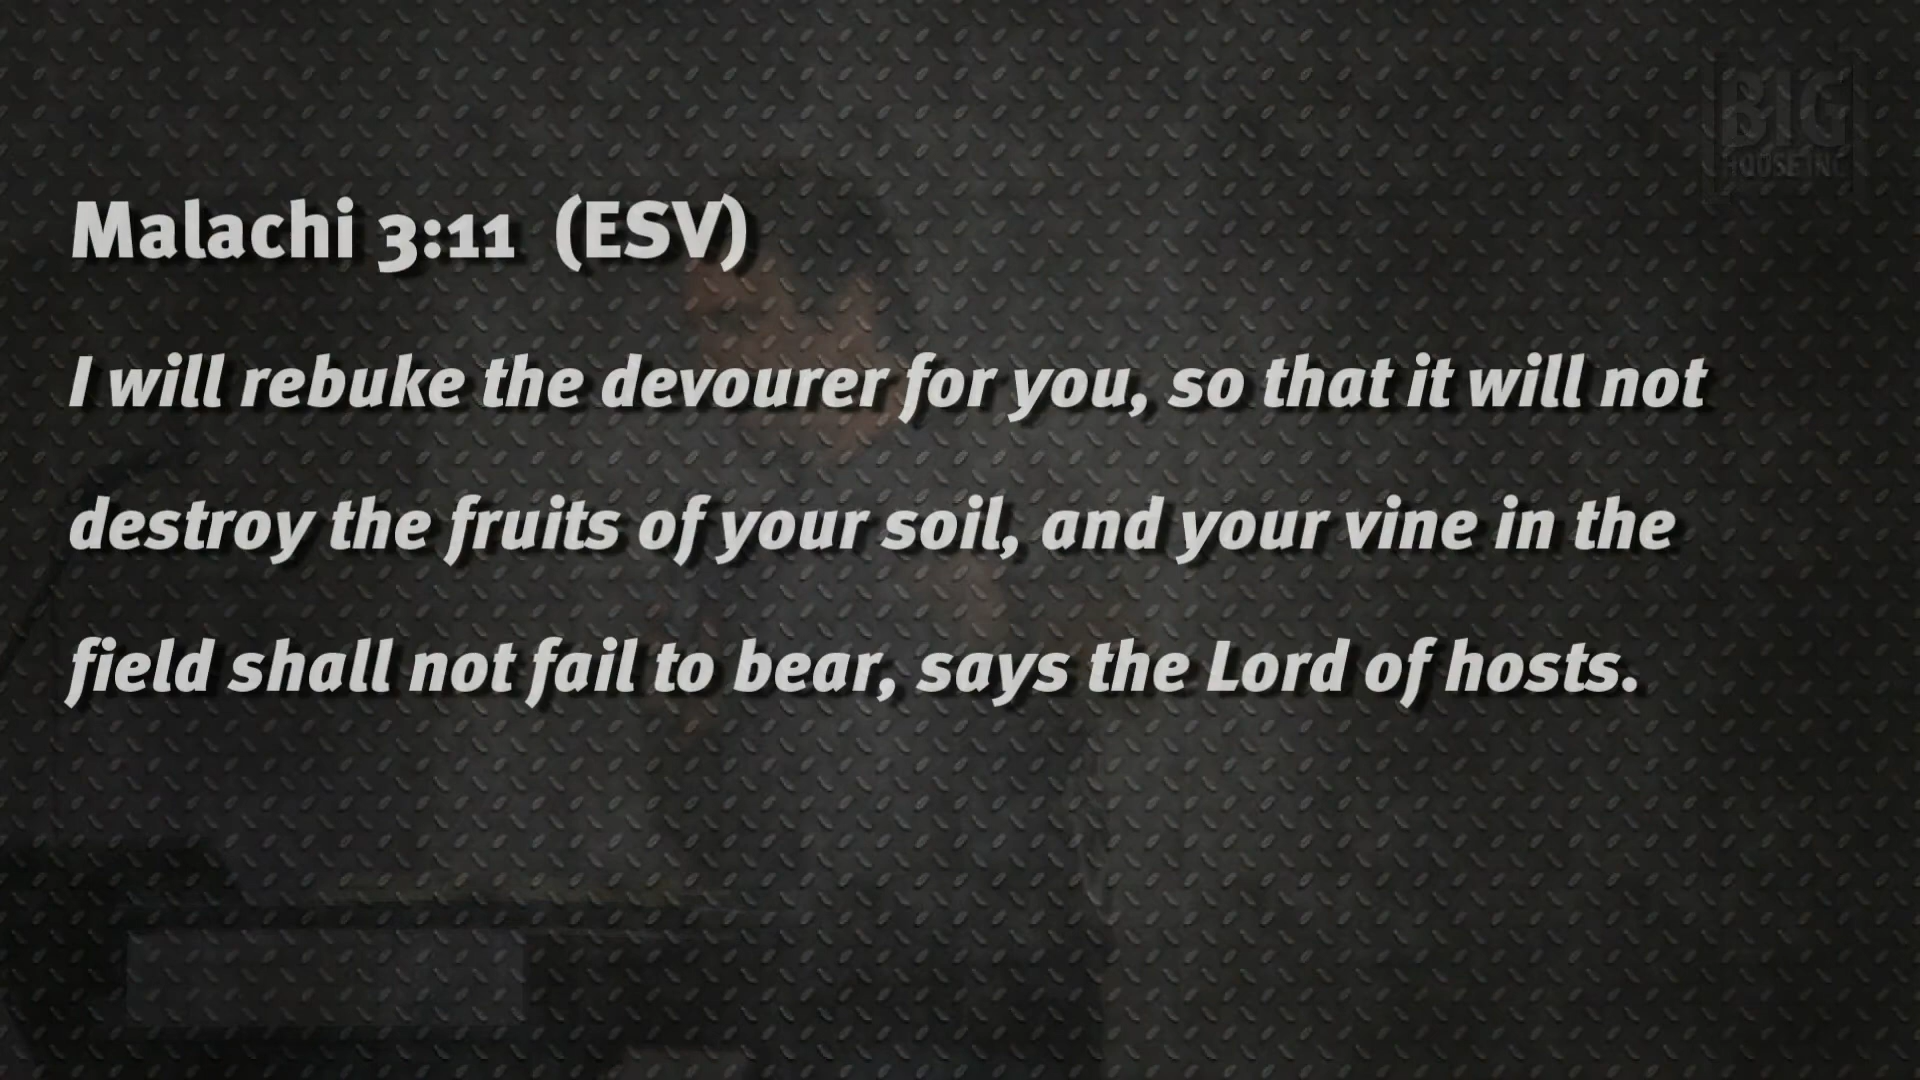 BIG
HOUSE INC
Malachi 3:11 (ESV)
I will rebuke the devourer for you, so that it will not
destroy the fruits of your soil, and your vine in the
field shall not fail to bear, says the Lord of hosts.